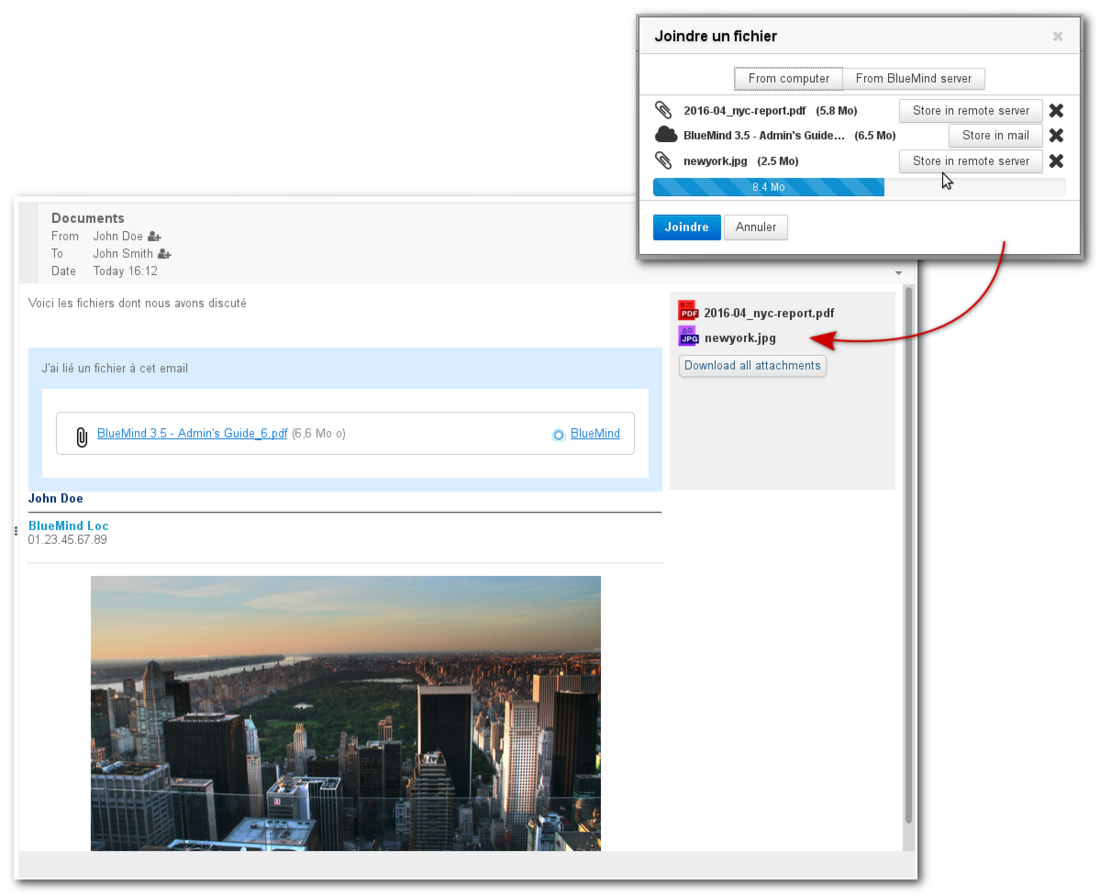 Joindre un fichier
From computer From BlueMind server
2016-04_nyc-report.pdf (5.8 Mo) Store in remote server
BlueMind 3.5 - Admin's Guide... (6.5 Mo) Store in mail
newyork.jpg (2.5 Mo) Store in remote server
8.4 Mo
Joindre Annuler
Documents
From John Doe
To John Smith
Date Today 16:12
Voici les fichiers dont nous avons discuté
PDF 2016-04_nyc-report.pdf
JPG newyork.jpg
Download all attachments
J'ai lié un fichier à cet email
BlueMind 3.5 - Admin's Guide_6.pdf (6,6 Mo o) BlueMind
John Doe
BlueMind Loc
01.23.45.67.89